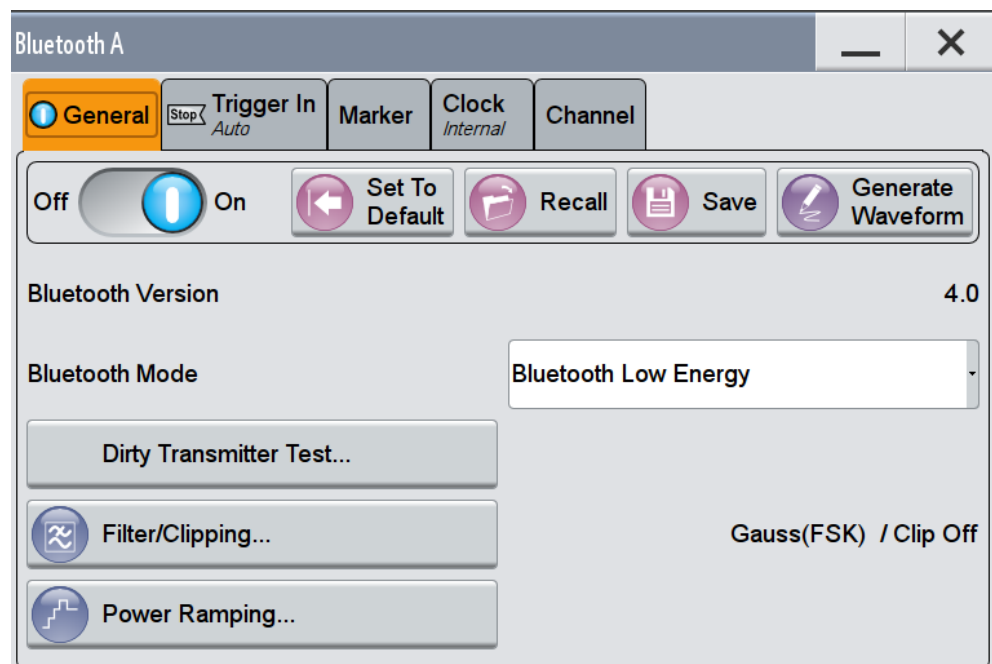 Bluetooth A
General
Stop
Trigger In
Auto
Marker
Clock
Internal
Channel
Off
On
Set To
Default
Recall
Save
Generate
Waveform
Bluetooth Version
4.0
Bluetooth Mode
Bluetooth Low Energy
Dirty Transmitter Test...
Filter/Clipping...
Gauss(FSK) / Clip Off
Power Ramping...